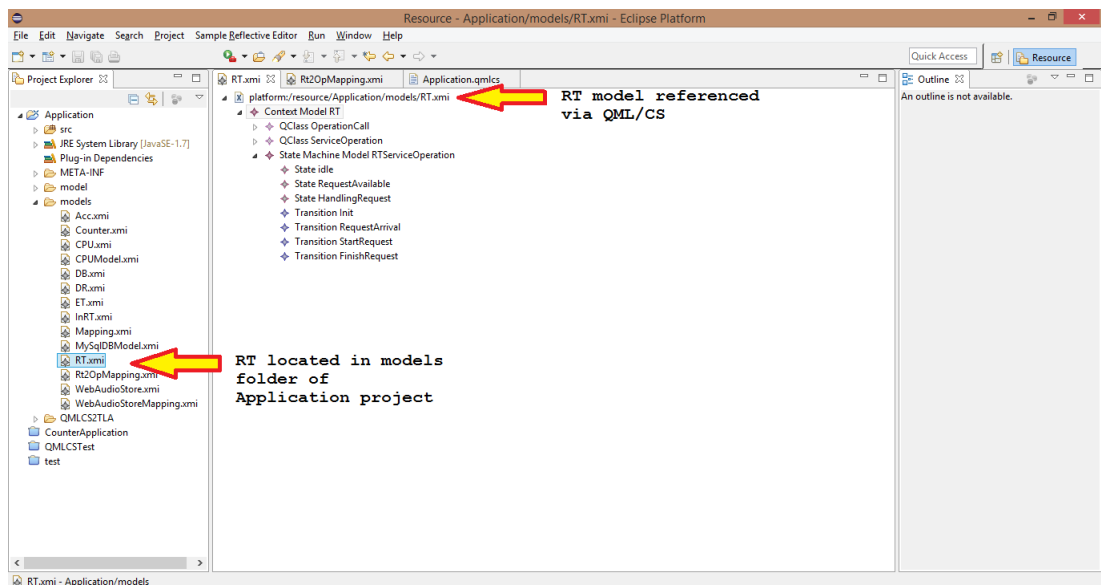 Resource - Application/models/RT.xmi - Eclipse Platform
File Edit Navigate Search Project Sample Reflective Editor Run Window Help
Quick Access
Resource
Project Explorer
RT.xmi
Rt2OpMapping.xmi
Application.qmlcs
Outline
Application
src
JRE System Library [JavaSE-1.7]
Plug-in Dependencies
META-INF
model
models
Acc.xmi
Counter.xmi
CPU.xmi
CPUModel.xmi
DB.xmi
DR.xmi
ET.xmi
InRT.xmi
Mapping.xmi
MySqlDBModel.xmi
RT.xmi
Rt2OpMapping.xmi
WebAudioStore.xmi
WebAudioStoreMapping.xmi
QMLCS2TLA
CounterApplication
QMLCSTest
test
platform:/resource/Application/models/RT.xmi
Context Model RT
QClass OperationCall
QClass ServiceOperation
State Machine Model RTServiceOperation
State idle
State RequestAvailable
State HandlingRequest
Transition Init
Transition RequestArrival
Transition StartRequest
Transition FinishRequest
RT model referenced
via QML/CS
RT located in models
folder of
Application project
An outline is not available.
RT.xmi - Application/models